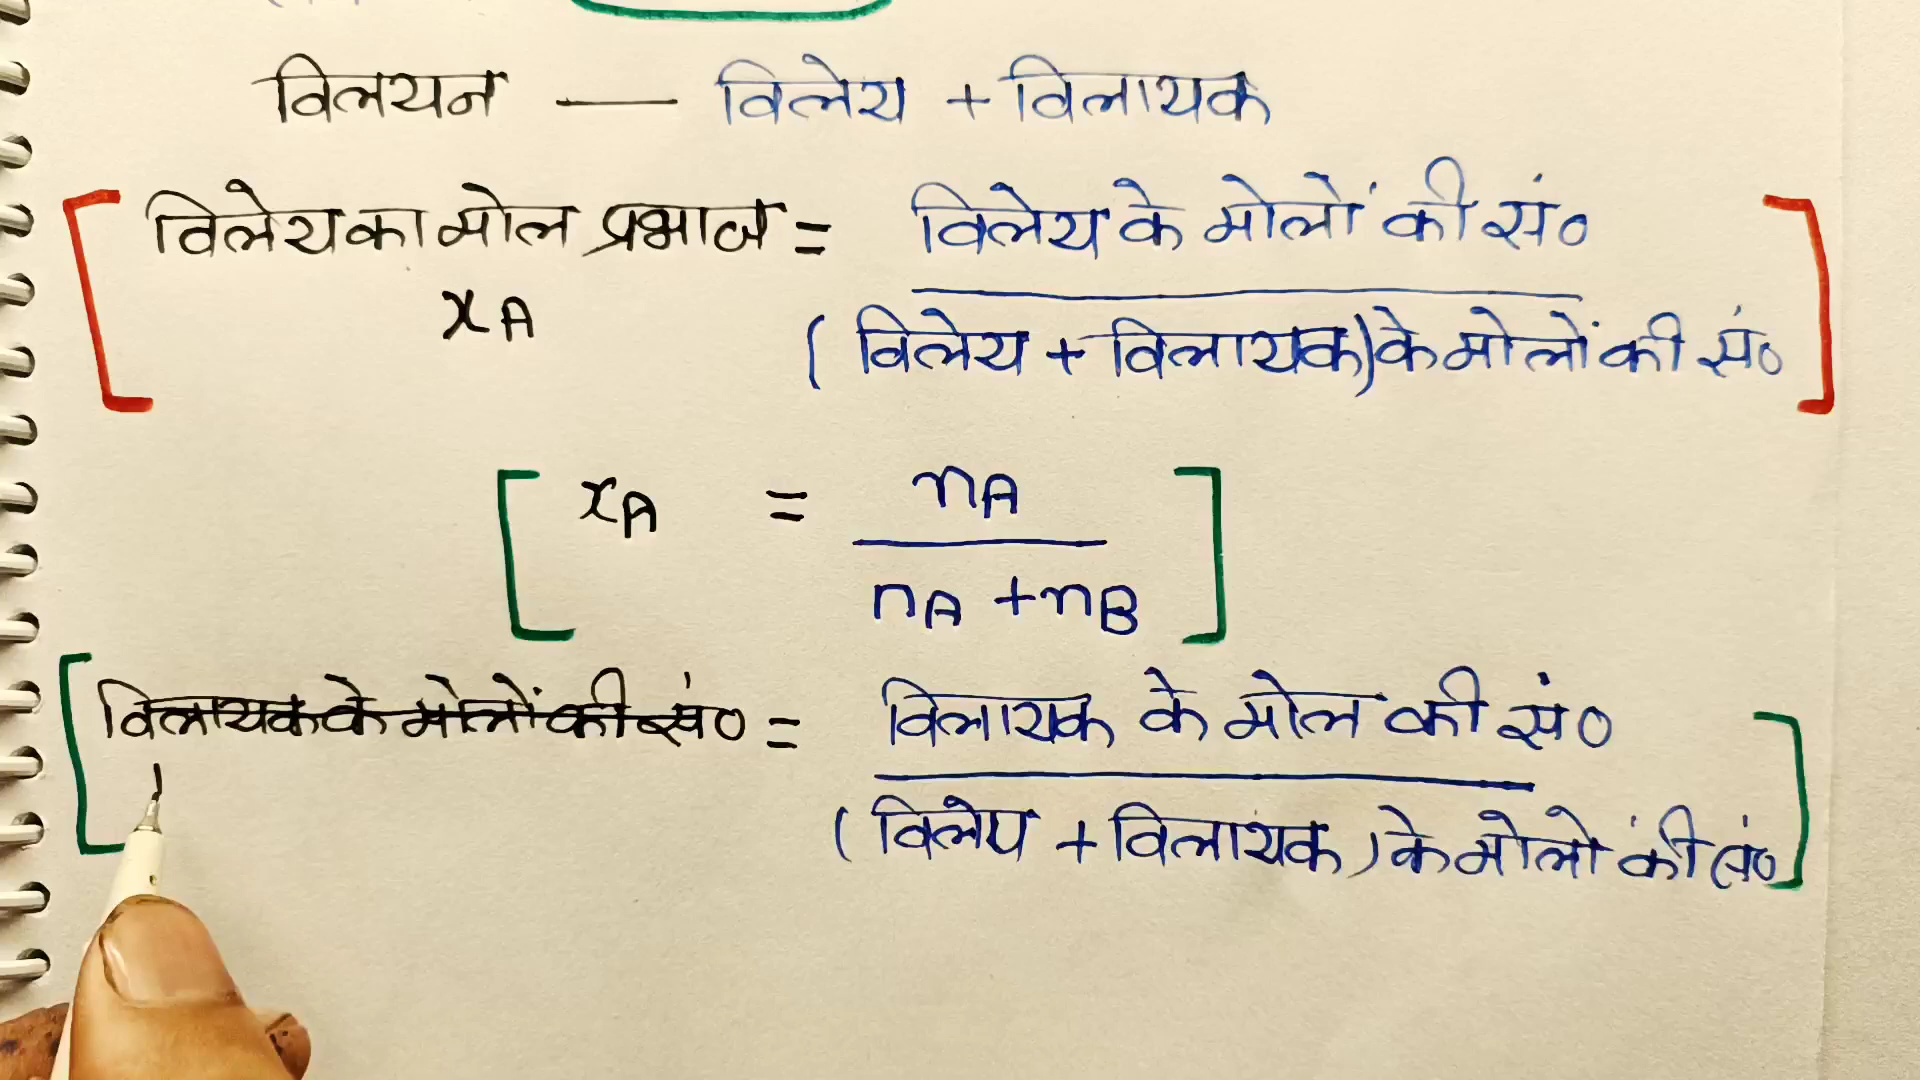 विलयन — विलेय + विलायक
विलेय का मोल प्रभाज = विलेय के मोलों की सं०
xA (विलेय + विलायक) के मोलों की सं०
xA = nA
nA + nB
विलायक के मोलों की सं० = विलायक के मोल की सं०
(विलेय + विलायक) के मोलों की सं०